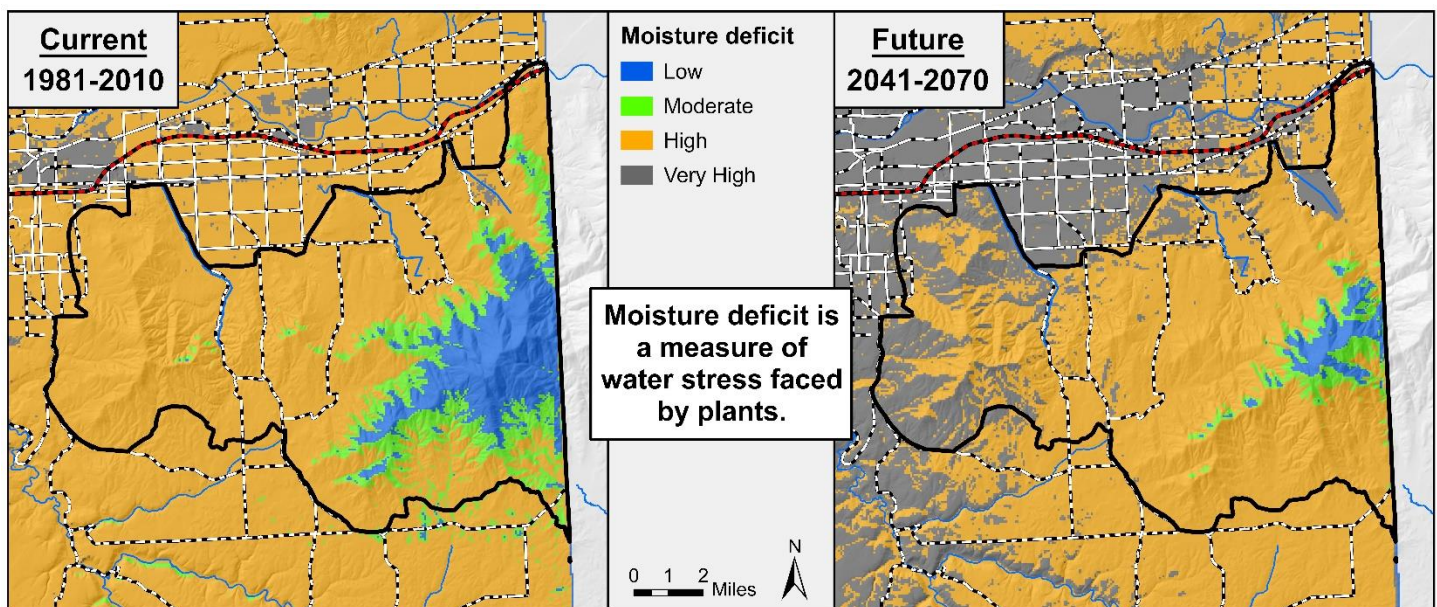 Current
1981-2010
Moisture deficit
Low
Moderate
High
Very High
Future
2041-2070
Moisture deficit is
a measure of
water stress faced
by plants.
N
0 1 2
Miles